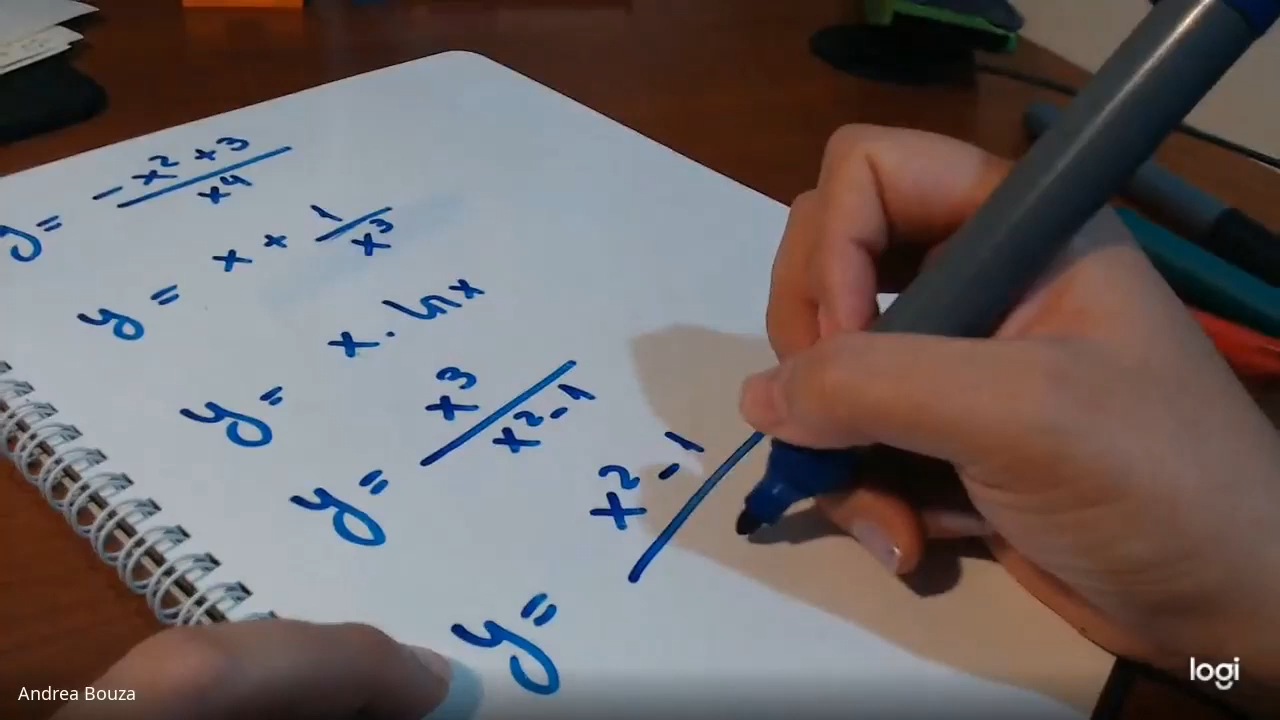 y = - x² + 3 / x⁴
y = x + 1 / x³
y = x . ln x
y = x³ / x² - 1
y = x² - 1 /
Andrea Bouza
logi